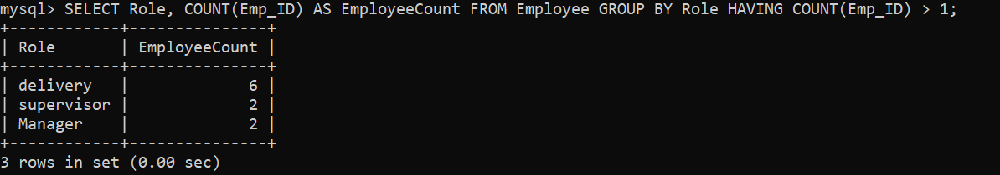 mysql> SELECT Role, COUNT(Emp_ID) AS EmployeeCount FROM Employee GROUP BY Role HAVING COUNT(Emp_ID) > 1;
+------------+---------------+
| Role       | EmployeeCount |
+------------+---------------+
| delivery   |             6 |
| supervisor |             2 |
| Manager    |             2 |
+------------+---------------+
3 rows in set (0.00 sec)